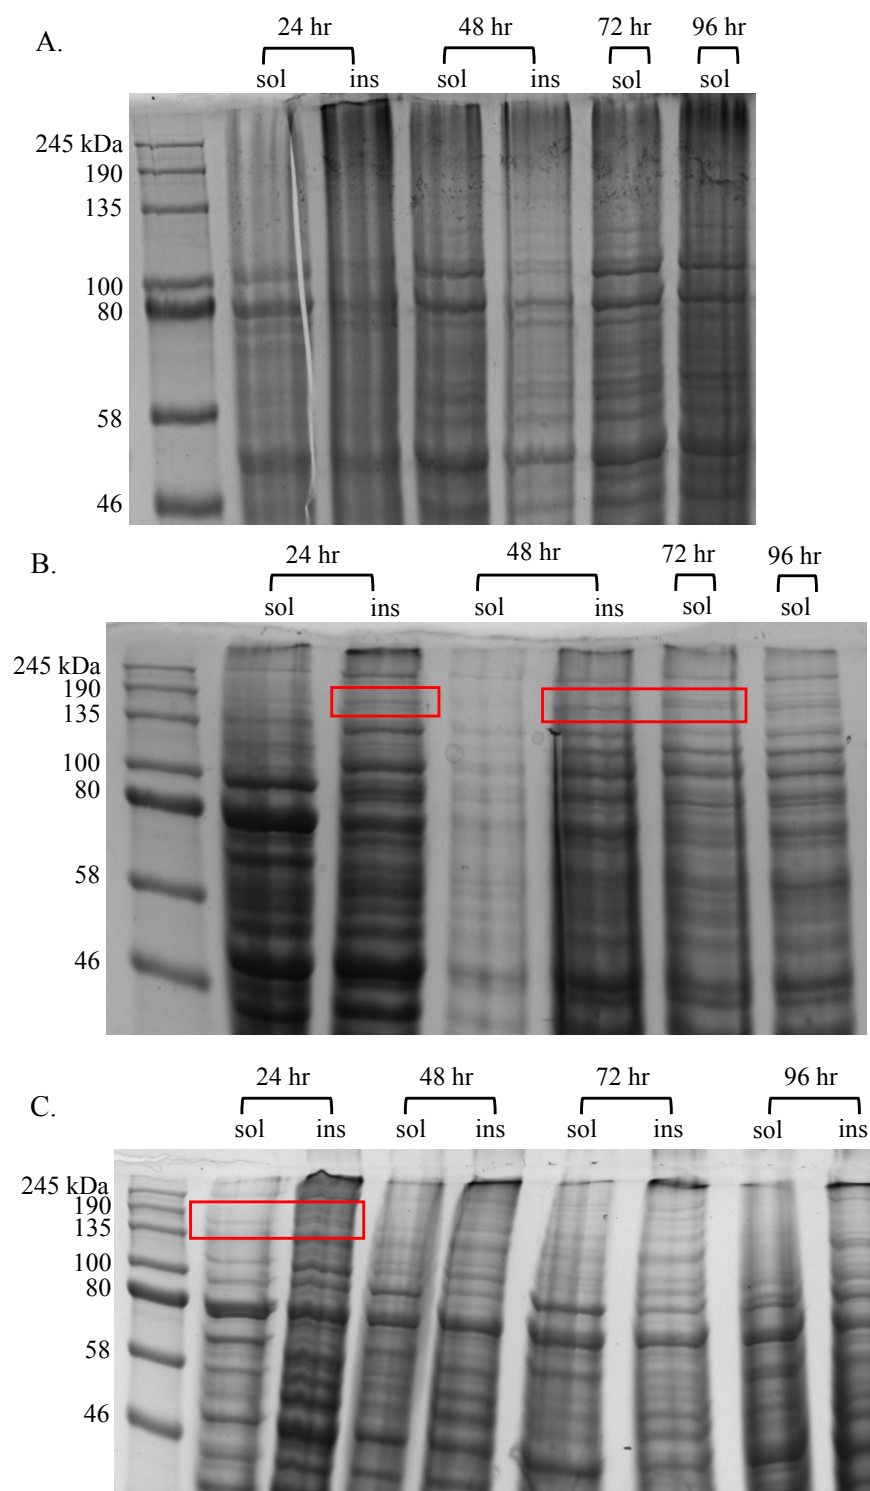 A.
24 hr 48 hr 72 hr 96 hr
sol ins sol ins sol sol
245 kDa
190
135
100
80
58
46
B.
24 hr 48 hr 72 hr 96 hr
sol ins sol ins sol sol
245 kDa
190
135
100
80
58
46
C.
24 hr 48 hr 72 hr 96 hr
sol ins sol ins sol ins sol ins
245 kDa
190
135
100
80
58
46